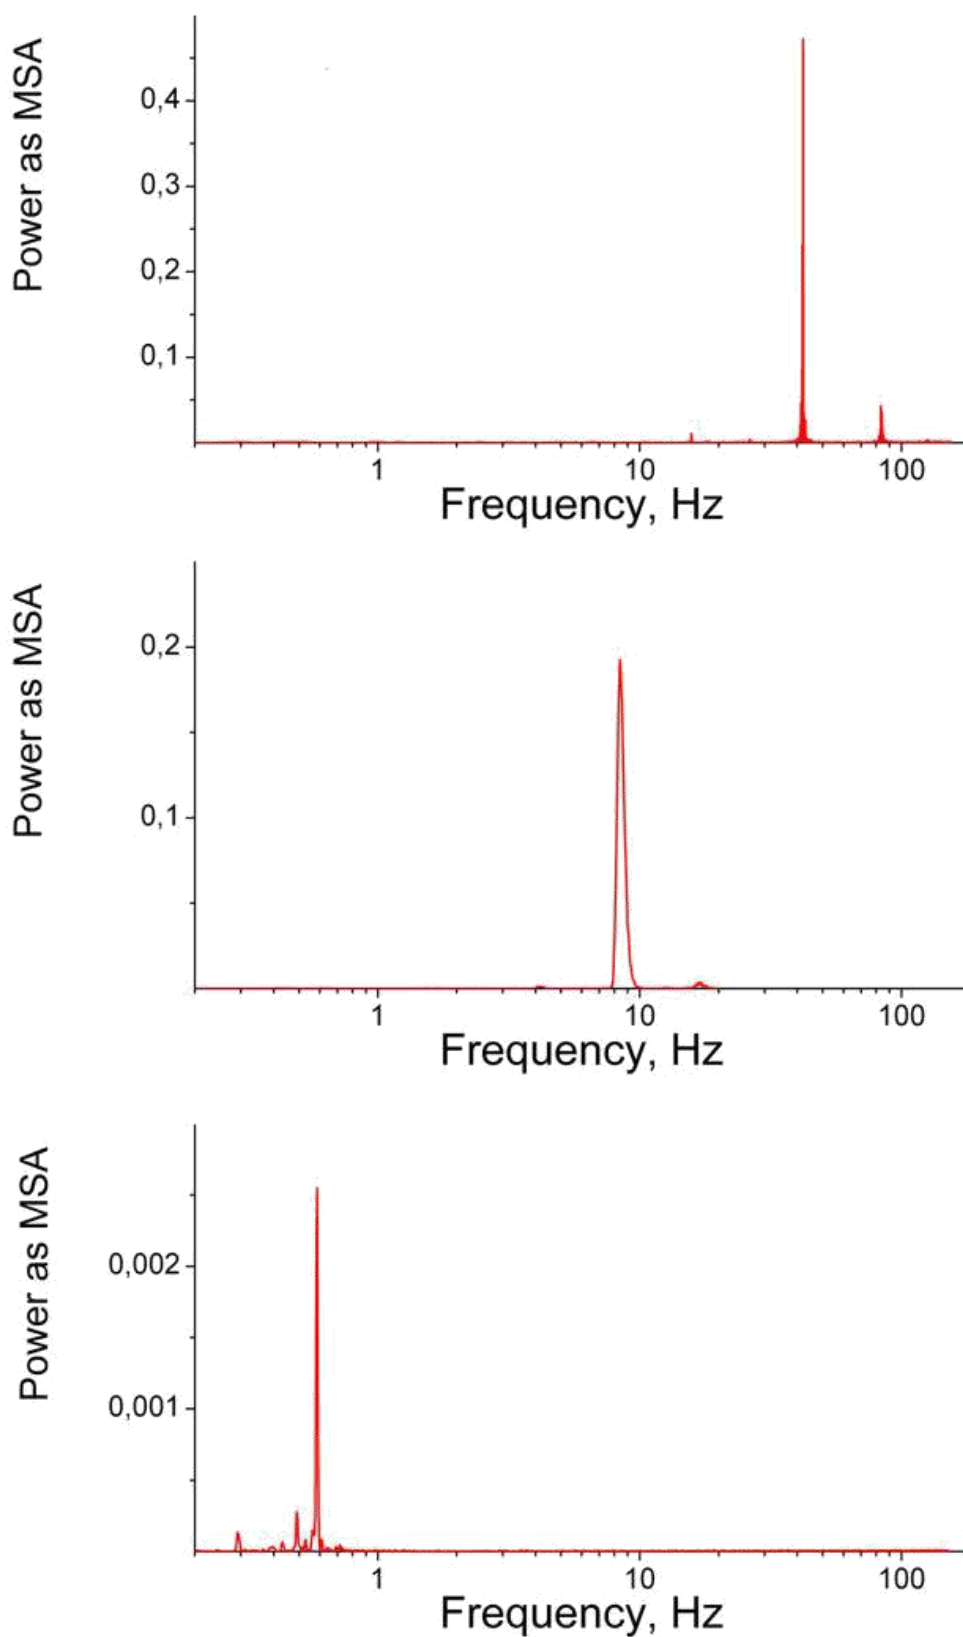 Power as MSA
0,4
0,3
0,2
0,1
1 10 100
Frequency, Hz
Power as MSA
0,2
0,1
1 10 100
Frequency, Hz
Power as MSA
0,002
0,001
1 10 100
Frequency, Hz